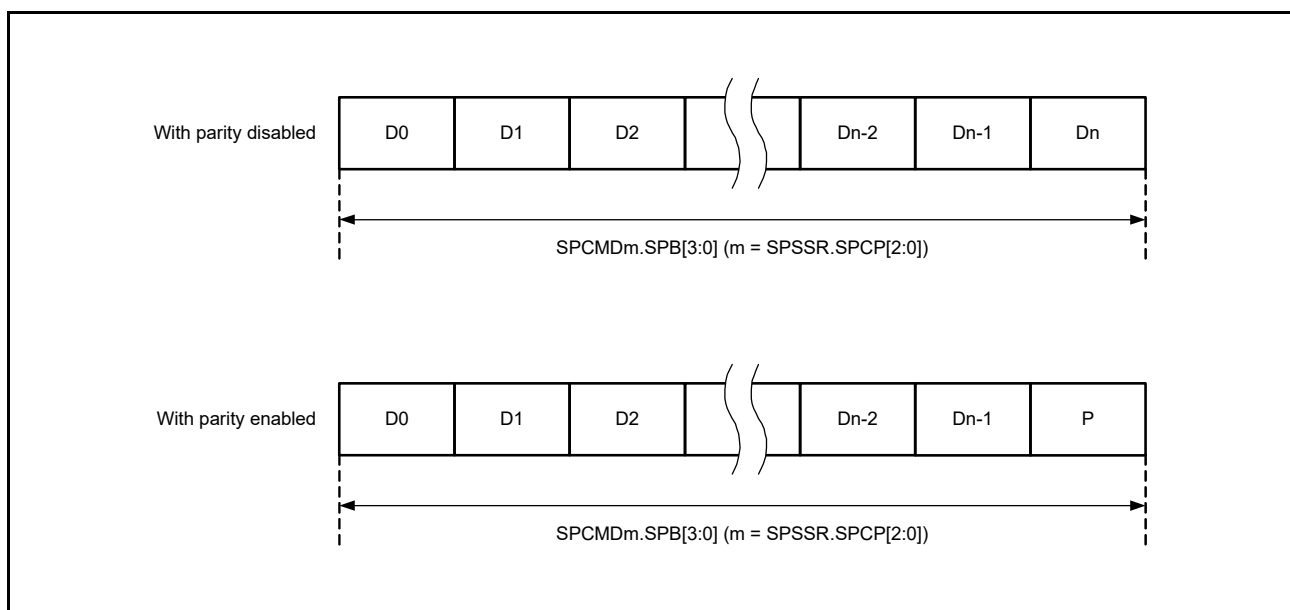 With parity disabled D0 D1 D2 Dn-2 Dn-1 Dn
SPCMDm.SPB[3:0] (m = SPSSR.SPCP[2:0])
With parity enabled D0 D1 D2 Dn-2 Dn-1 P
SPCMDm.SPB[3:0] (m = SPSSR.SPCP[2:0])